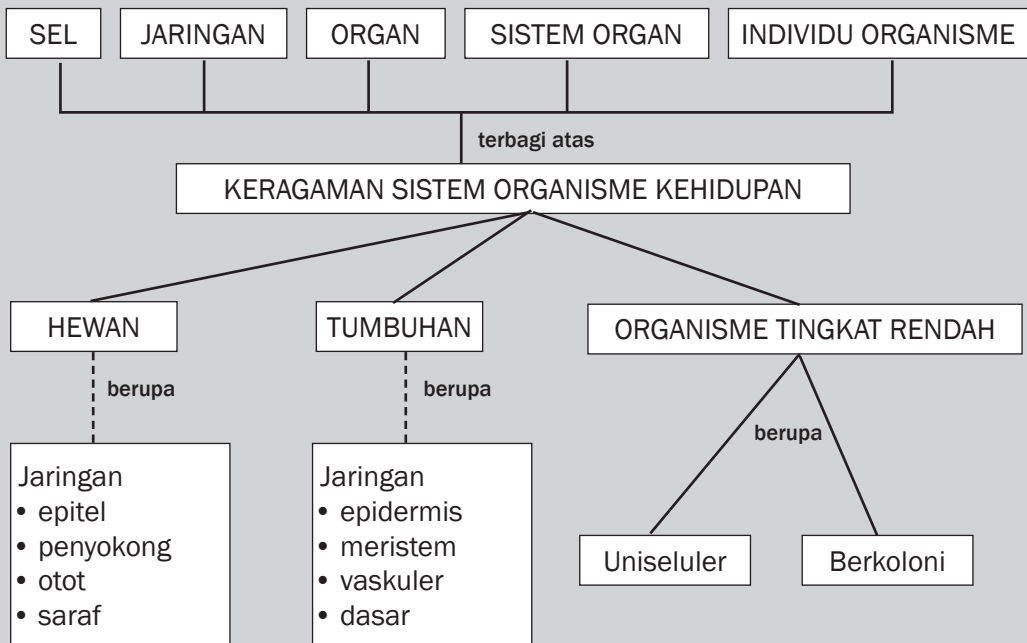 SEL
JARINGAN
ORGAN
SISTEM ORGAN
INDIVIDU ORGANISME
terbagi atas
KERAGAMAN SISTEM ORGANISME KEHIDUPAN
HEWAN
TUMBUHAN
ORGANISME TINGKAT RENDAH
berupa
berupa
berupa
Jaringan
• epitel
• penyokong
• otot
• saraf
Jaringan
• epidermis
• meristem
• vaskuler
• dasar
Uniseluler
Berkoloni